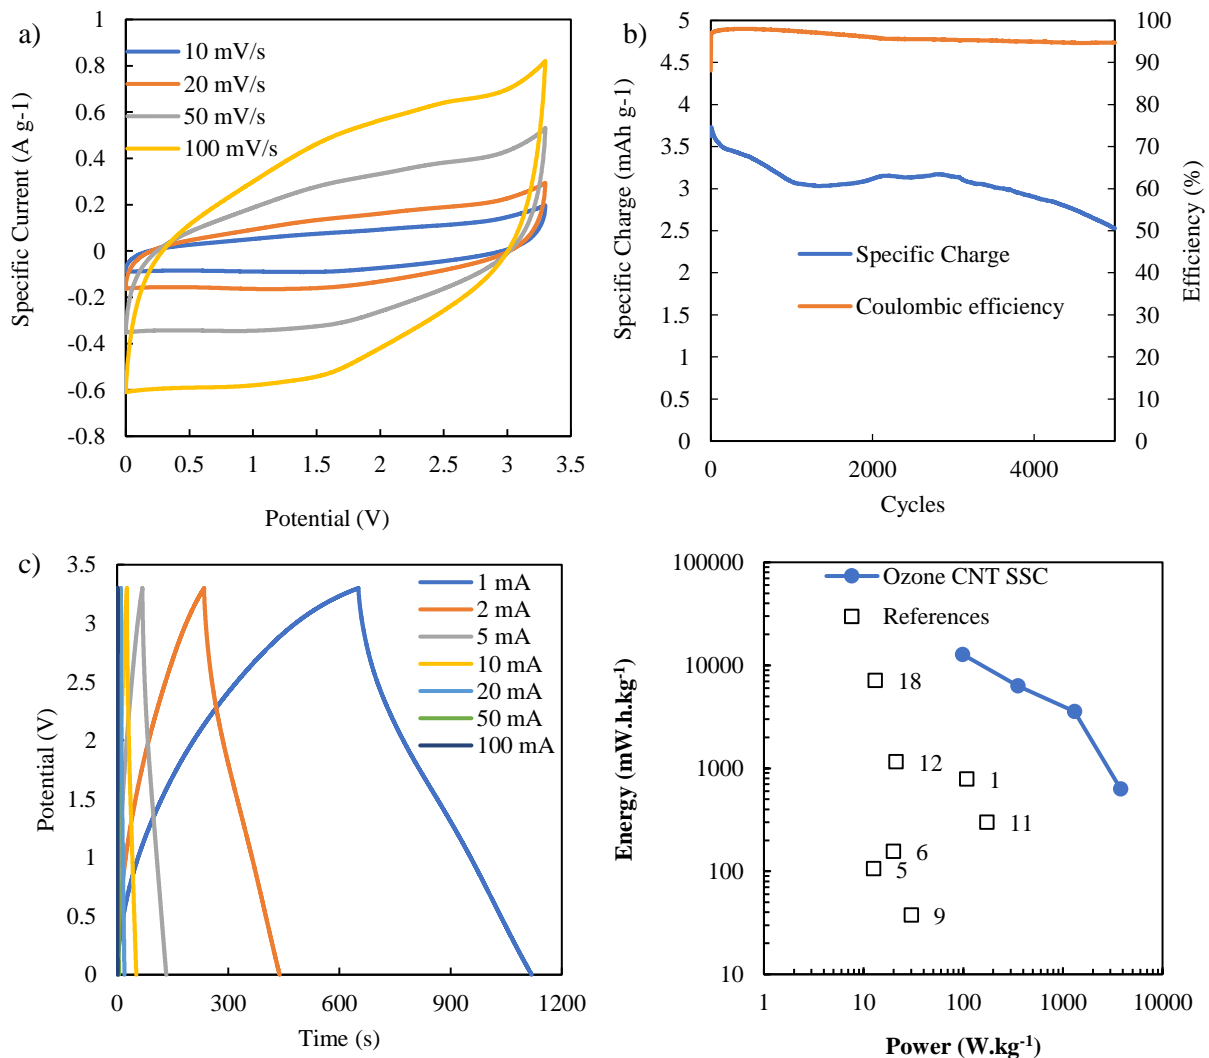 a)
1
0.8
0.6
0.4
0.2
0
-0.2
-0.4
-0.6
-0.8
Specific Current (A g-1)
10 mV/s
20 mV/s
50 mV/s
100 mV/s
0
0.5
1
1.5
2
2.5
3
3.5
Potential (V)
b)
5
4.5
4
3.5
3
2.5
2
1.5
1
0.5
0
Specific Charge (mAh g-1)
Specific Charge
Coulombic efficiency
100
90
80
70
60
50
40
30
20
10
0
Efficiency (%)
0
2000
4000
Cycles
c)
3.5
3
2.5
2
1.5
1
0.5
0
Potential (V)
1 mA
2 mA
5 mA
10 mA
20 mA
50 mA
100 mA
0
300
600
900
1200
Time (s)
100000
10000
1000
100
10
Energy (mW.h.kg⁻¹)
Ozone CNT SSC
References
18
12
1
11
6
5
9
1
10
100
1000
10000
Power (W.kg⁻¹)